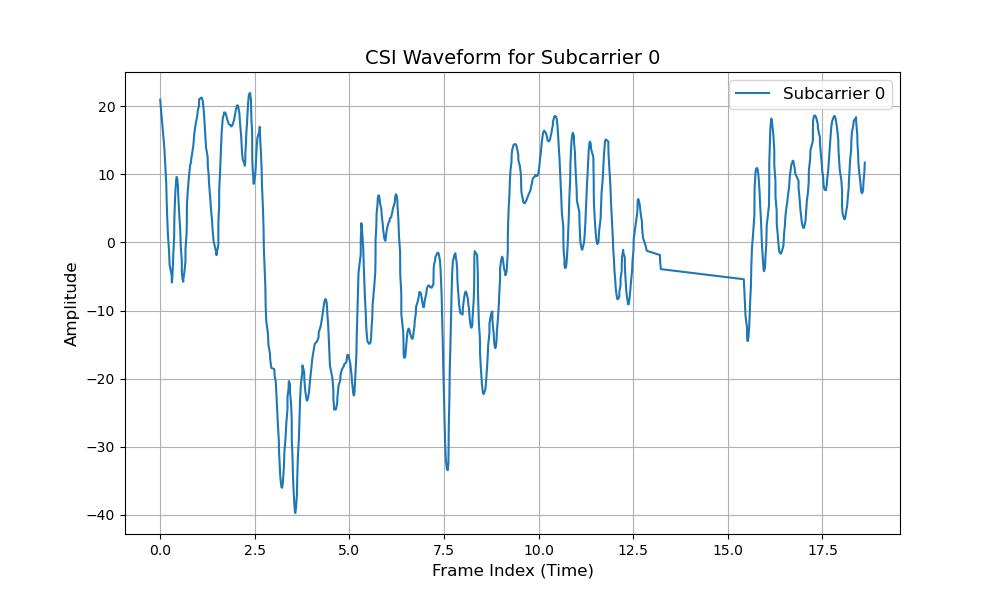 CSI Waveform for Subcarrier 0
Subcarrier 0
Amplitude
20
10
0
−10
−20
−30
−40
0.0 2.5 5.0 7.5 10.0 12.5 15.0 17.5
Frame Index (Time)